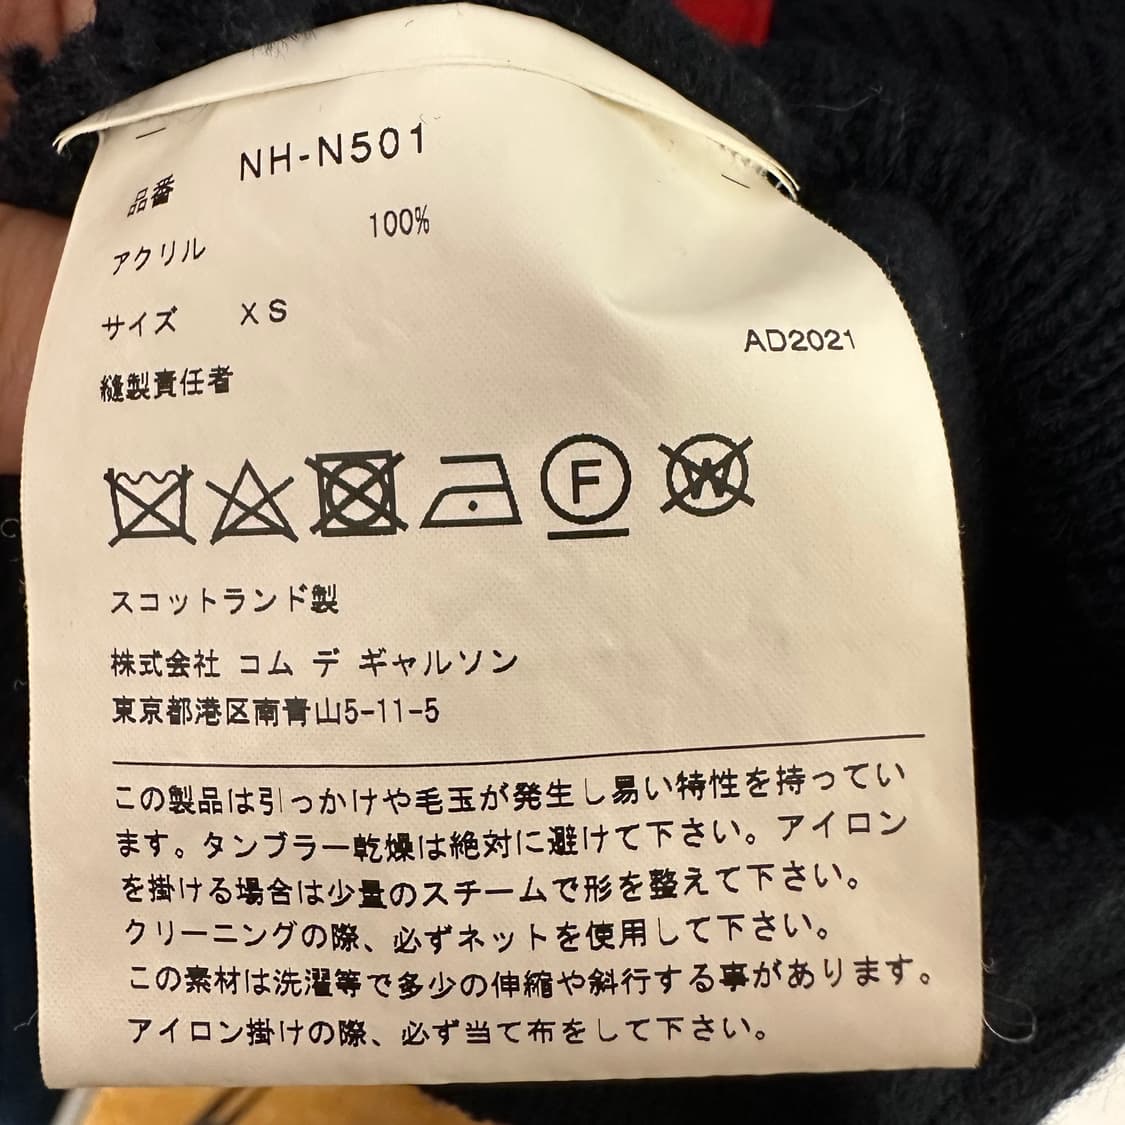 品番 NH-N501
アクリル 100%
サイズ XS
AD2021
縫製責任者
F W
スコットランド製
株式会社 コム デ ギャルソン
東京都港区南青山5-11-5
この製品は引っかけや毛玉が発生し易い特性を持ってい
ます。タンブラー乾燥は絶対に避けて下さい。アイロン
を掛ける場合は少量のスチームで形を整えて下さい。
クリーニングの際、必ずネットを使用して下さい。
この素材は洗濯等で多少の伸縮や斜行する事があります。
アイロン掛けの際、必ず当て布をして下さい。